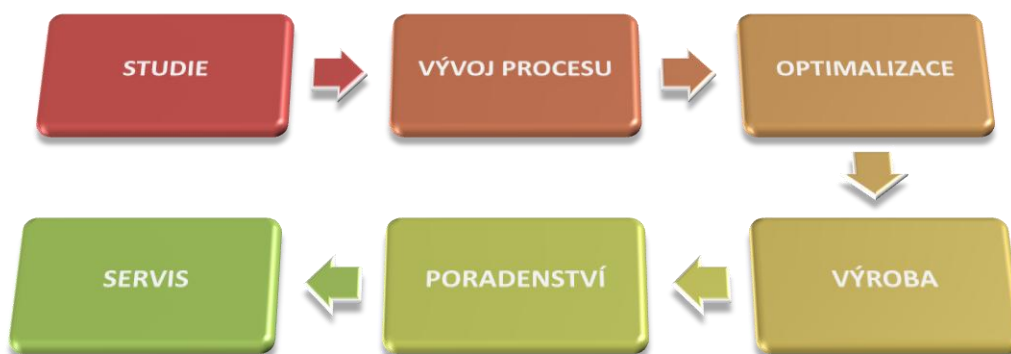 STUDIE
VÝVOJ PROCESU
OPTIMALIZACE
VÝROBA
PORADENSTVÍ
SERVIS